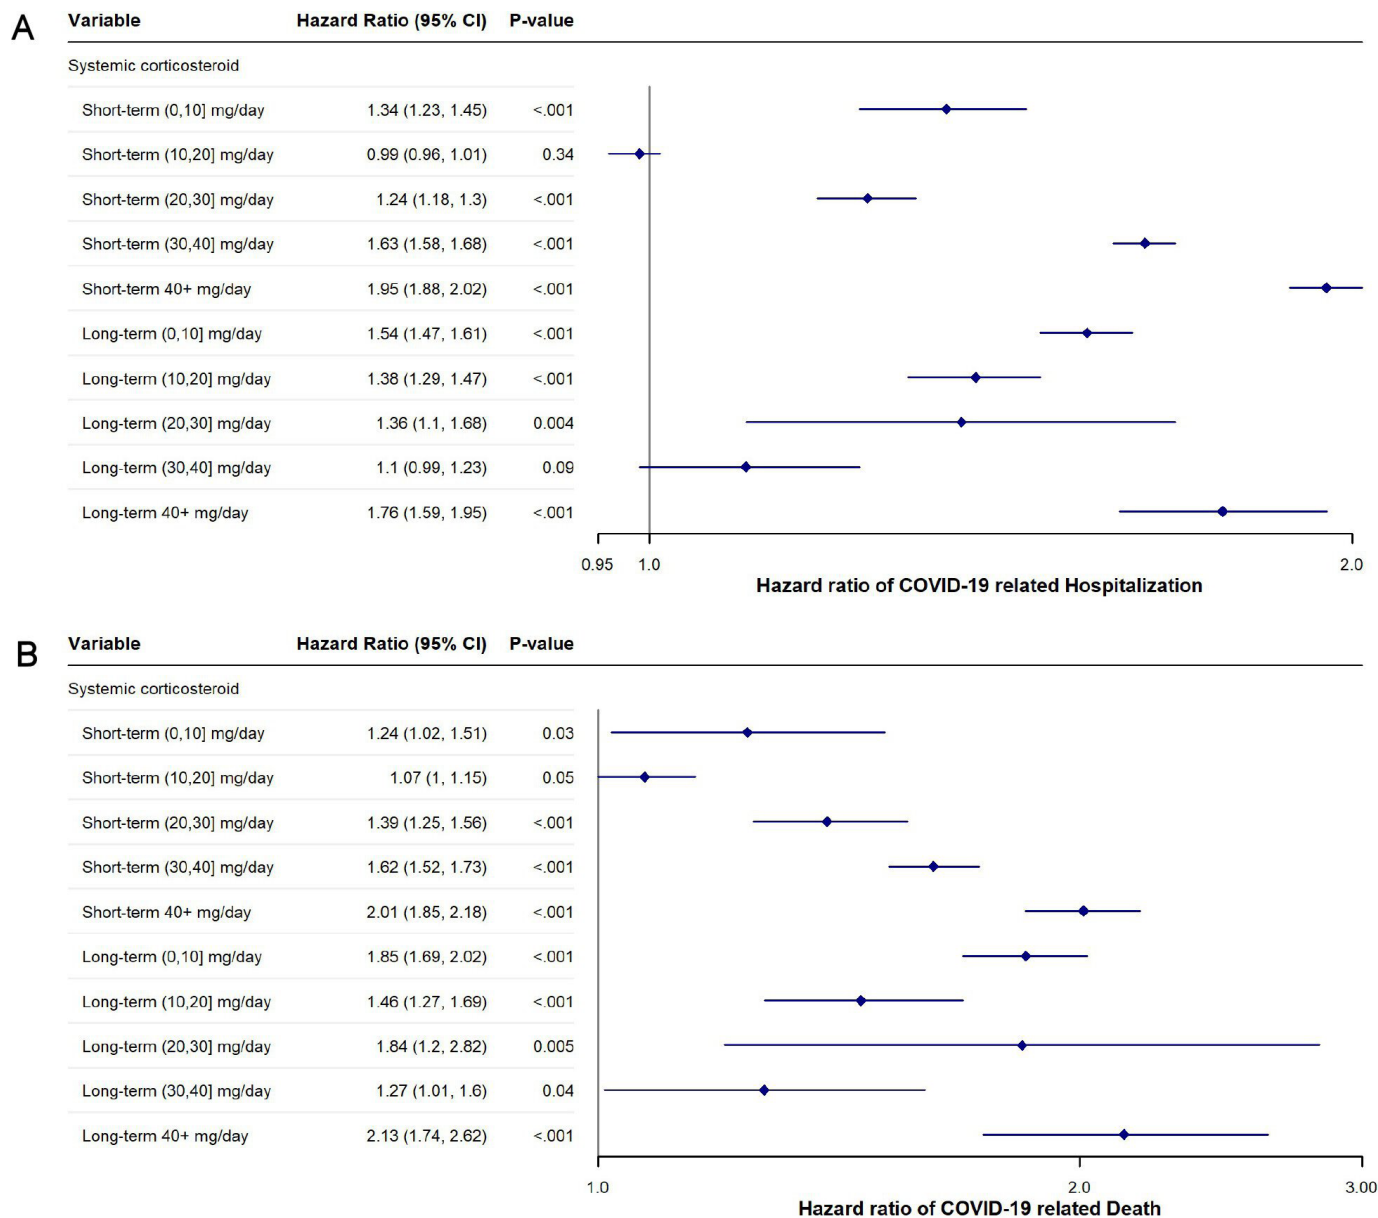 A
Variable Hazard Ratio (95% CI) P-value
Systemic corticosteroid
Short-term (0,10] mg/day 1.34 (1.23, 1.45) <.001
Short-term (10,20] mg/day 0.99 (0.96, 1.01) 0.34
Short-term (20,30] mg/day 1.24 (1.18, 1.3) <.001
Short-term (30,40] mg/day 1.63 (1.58, 1.68) <.001
Short-term 40+ mg/day 1.95 (1.88, 2.02) <.001
Long-term (0,10] mg/day 1.54 (1.47, 1.61) <.001
Long-term (10,20] mg/day 1.38 (1.29, 1.47) <.001
Long-term (20,30] mg/day 1.36 (1.1, 1.68) 0.004
Long-term (30,40] mg/day 1.1 (0.99, 1.23) 0.09
Long-term 40+ mg/day 1.76 (1.59, 1.95) <.001
0.95 1.0 2.0
Hazard ratio of COVID-19 related Hospitalization
B
Variable Hazard Ratio (95% CI) P-value
Systemic corticosteroid
Short-term (0,10] mg/day 1.24 (1.02, 1.51) 0.03
Short-term (10,20] mg/day 1.07 (1, 1.15) 0.05
Short-term (20,30] mg/day 1.39 (1.25, 1.56) <.001
Short-term (30,40] mg/day 1.62 (1.52, 1.73) <.001
Short-term 40+ mg/day 2.01 (1.85, 2.18) <.001
Long-term (0,10] mg/day 1.85 (1.69, 2.02) <.001
Long-term (10,20] mg/day 1.46 (1.27, 1.69) <.001
Long-term (20,30] mg/day 1.84 (1.2, 2.82) 0.005
Long-term (30,40] mg/day 1.27 (1.01, 1.6) 0.04
Long-term 40+ mg/day 2.13 (1.74, 2.62) <.001
1.0 2.0 3.00
Hazard ratio of COVID-19 related Death